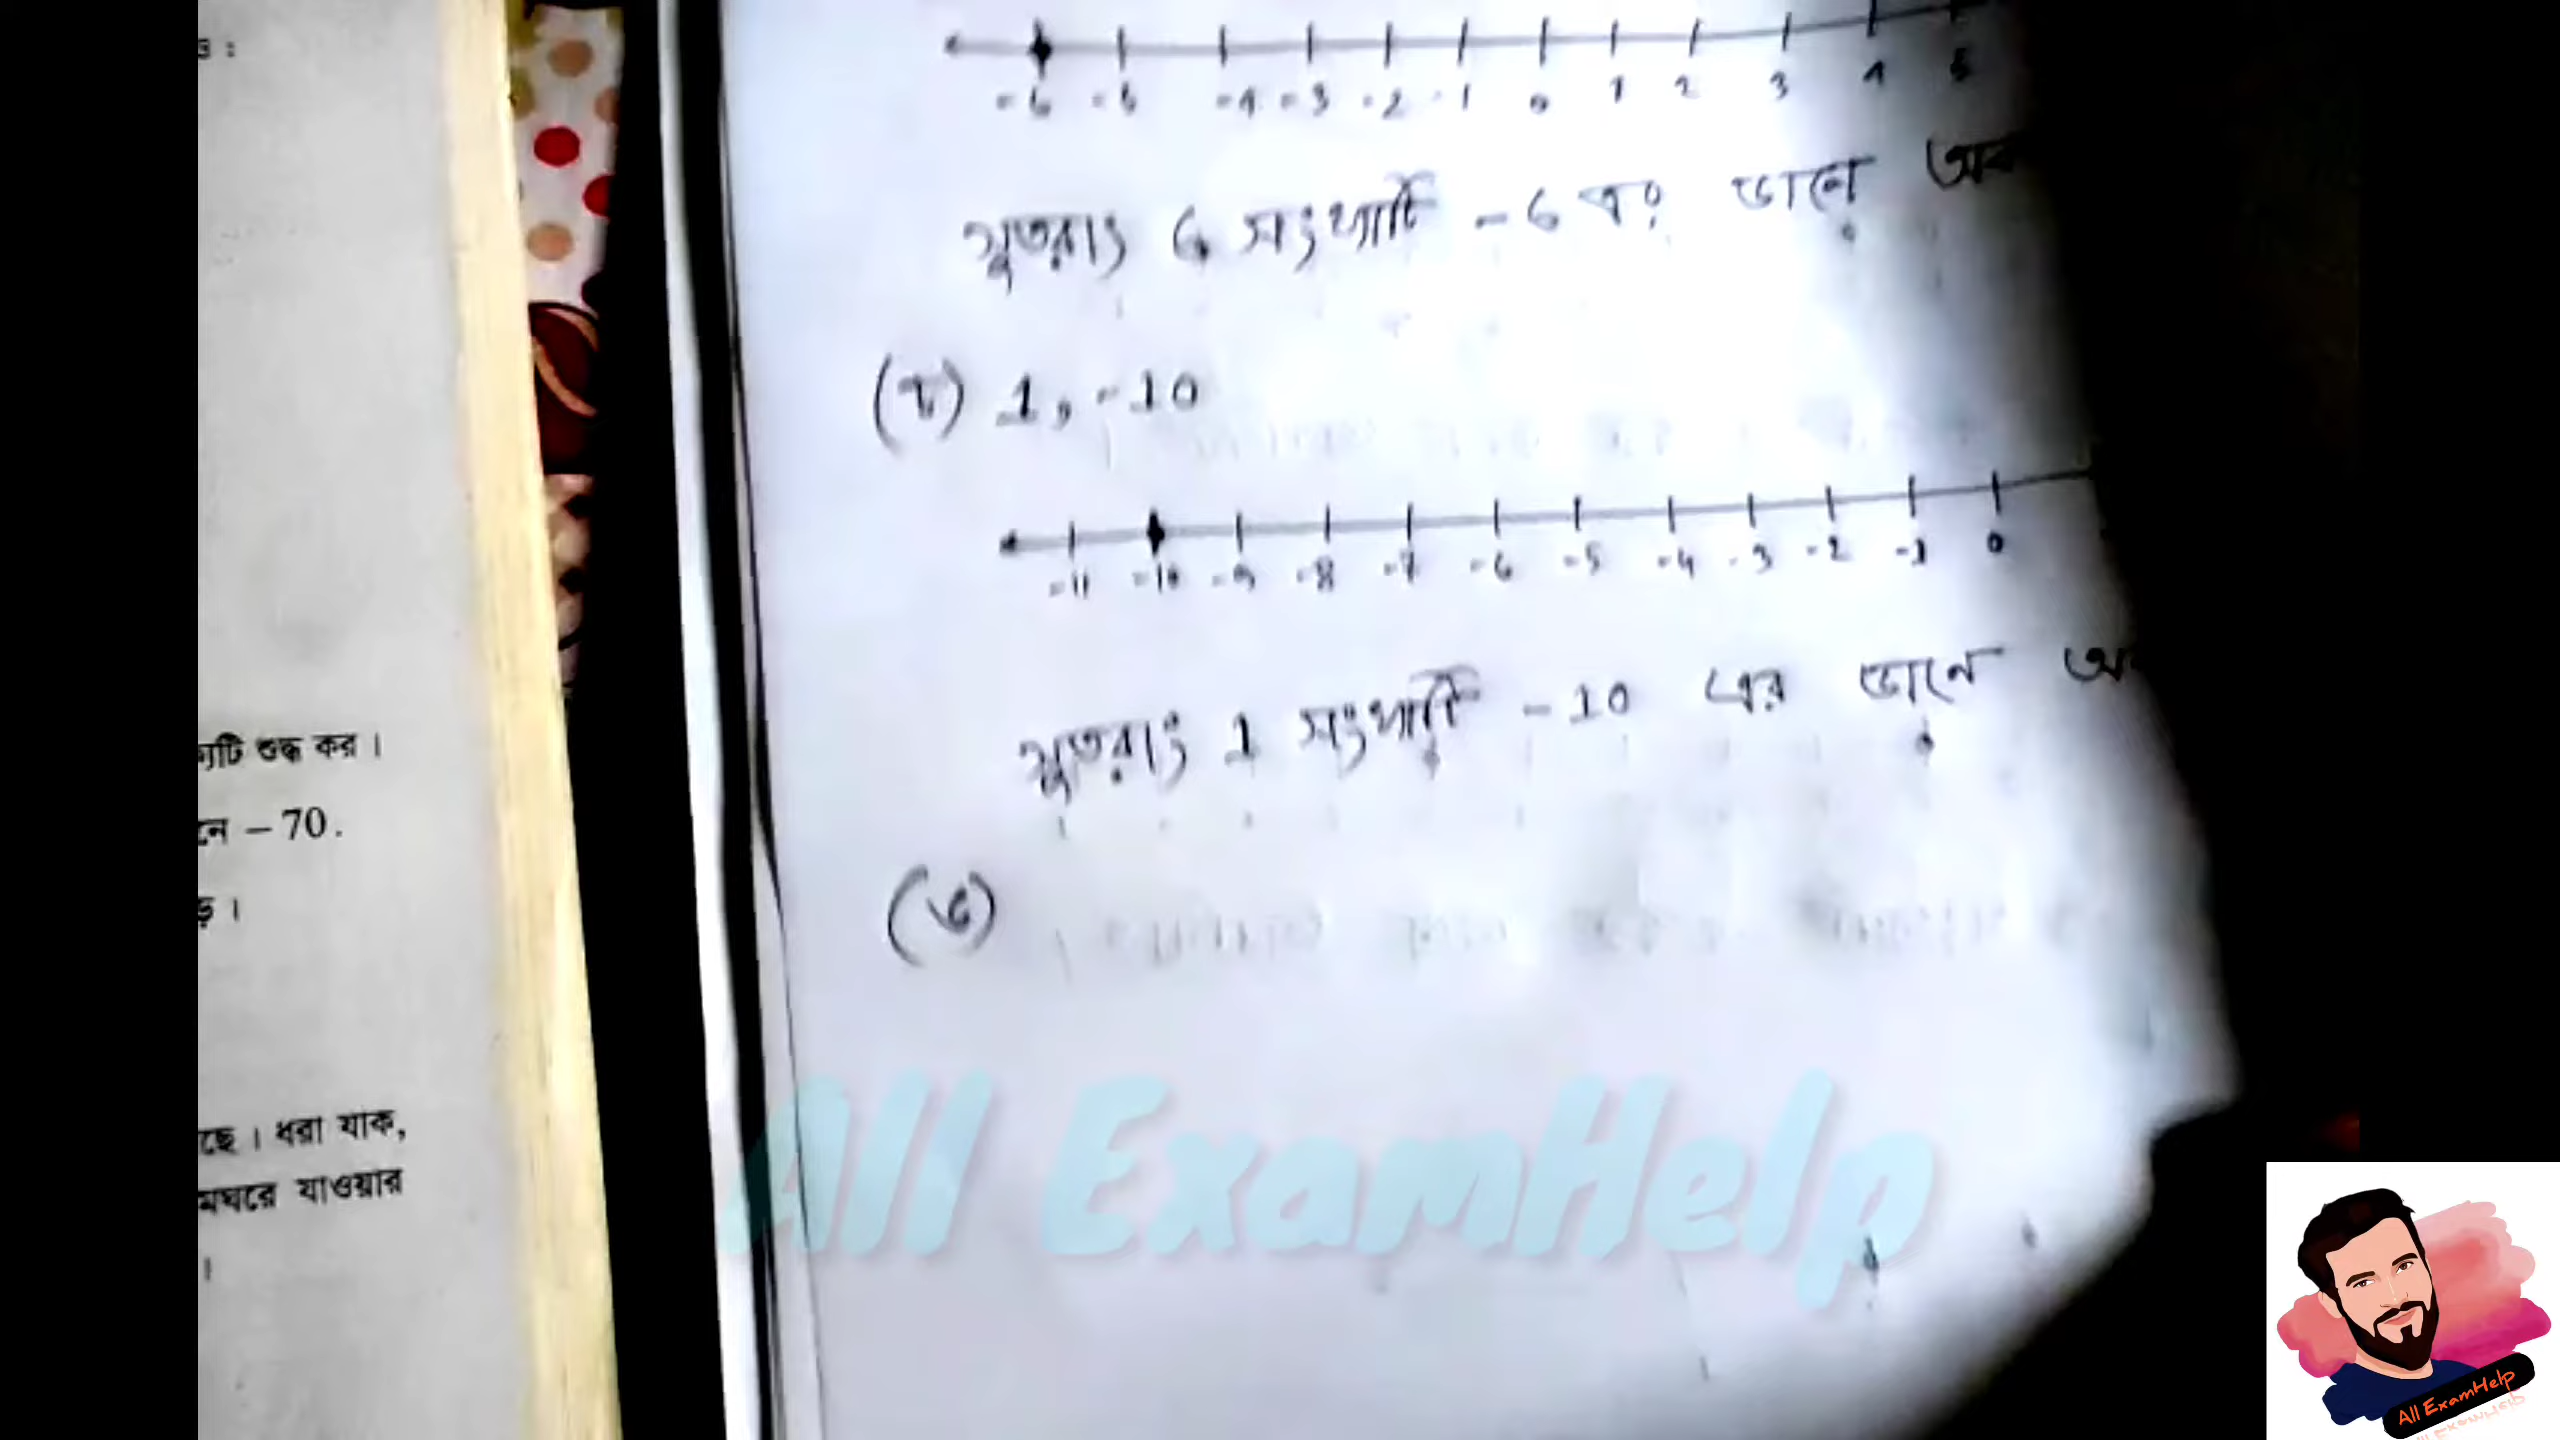 -6 -5 -4 -3 -2 -1 0 1 2 3 4 5
সুতরাং 6 সংখ্যাটি -6 এর ডানে
(চ) 1, -10
-11 -10 -9 -8 -7 -6 -5 -4 -3 -2 -1 0
সুতরাং 1 সংখ্যাটি -10 এর ডানে
শুদ্ধ কর ।
– 70.
। ধরা যাক,
যাওয়ার
All ExamHelp
All ExamHelp